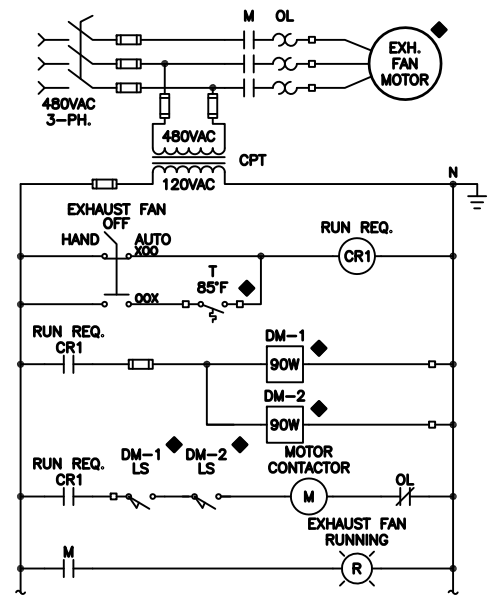 M OL
EXH.
FAN
MOTOR
480VAC
3-PH.
480VAC
CPT
120VAC
N
EXHAUST FAN
OFF
HAND AUTO
XOO
RUN REQ.
CR1
T
85°F
OOX
RUN REQ.
CR1
DM-1
90W
DM-2
90W
RUN REQ.
CR1
DM-1
LS
DM-2
LS
MOTOR
CONTACTOR
M
OL
EXHAUST FAN
RUNNING
M
R